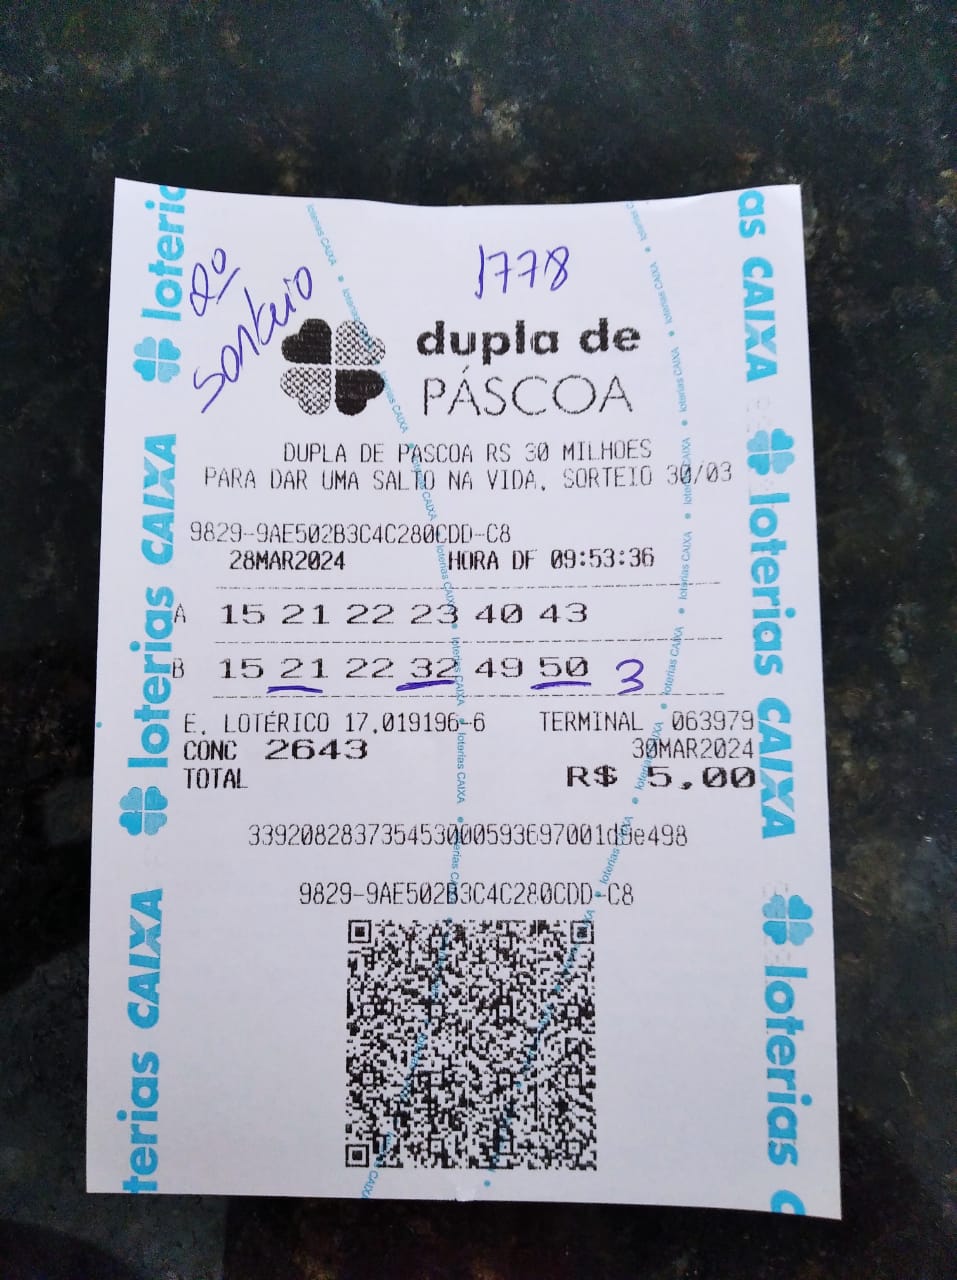 2º
sorteio
1778
dupla de
PÁSCOA
DUPLA DE PASCOA RS 30 MILHOES
PARA DAR UMA SALTO NA VIDA, SORTEIO 30/03
9829-9AE502B3C4C280CDD-C8
28MAR2024 HORA DF 09:53:36
A 15 21 22 23 40 43
B 15 21 22 32 49 50 3
E. LOTÉRICO 17.019196-6 TERMINAL 063979
CONC 2643 30MAR2024
TOTAL R$ 5,00
9829-9AE502B3C4C280CDD-C8
loterias CAIXA
loterias CAIXA